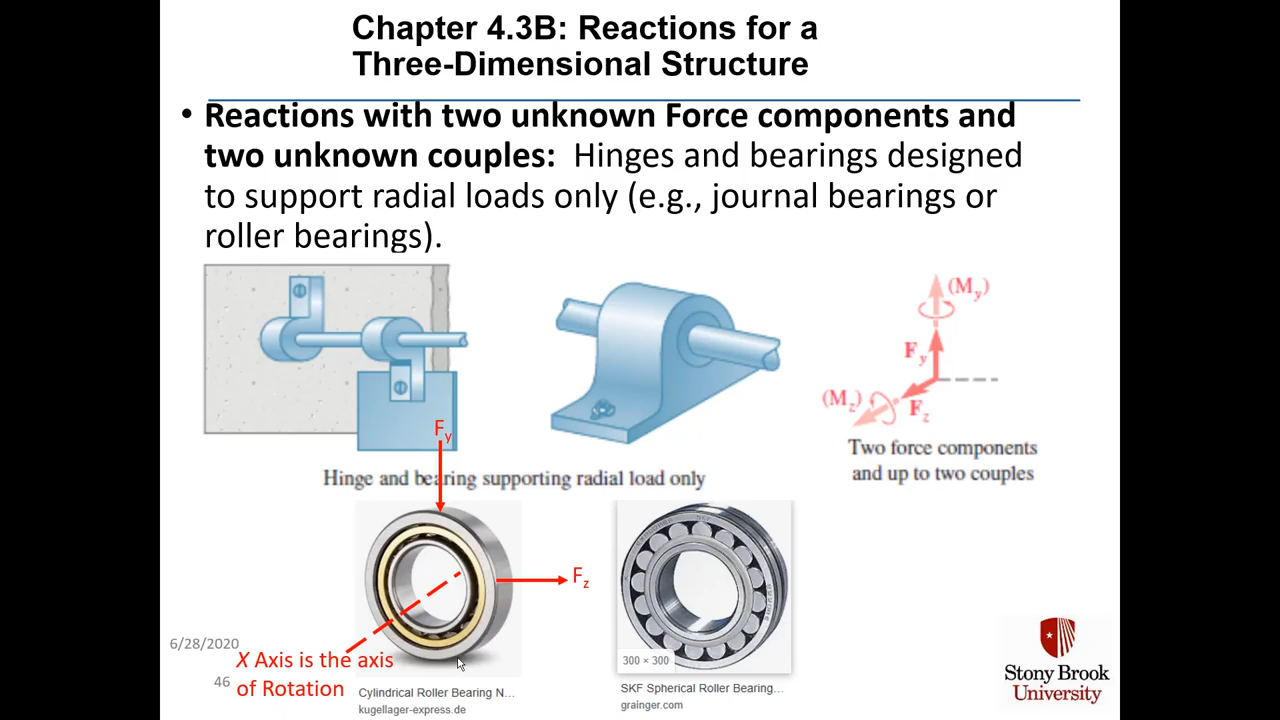 Chapter 4.3B: Reactions for a
Three-Dimensional Structure
• Reactions with two unknown Force components and
two unknown couples: Hinges and bearings designed
to support radial loads only (e.g., journal bearings or
roller bearings).
(My)
Fy
(Mz)
Fz
Two force components
and up to two couples
Fy
Hinge and bearing supporting radial load only
Fz
X Axis is the axis
of Rotation
Cylindrical Roller Bearing N...
kugellager-express.de
300 × 300
SKF Spherical Roller Bearing...
grainger.com
6/28/2020
46
Stony Brook
University